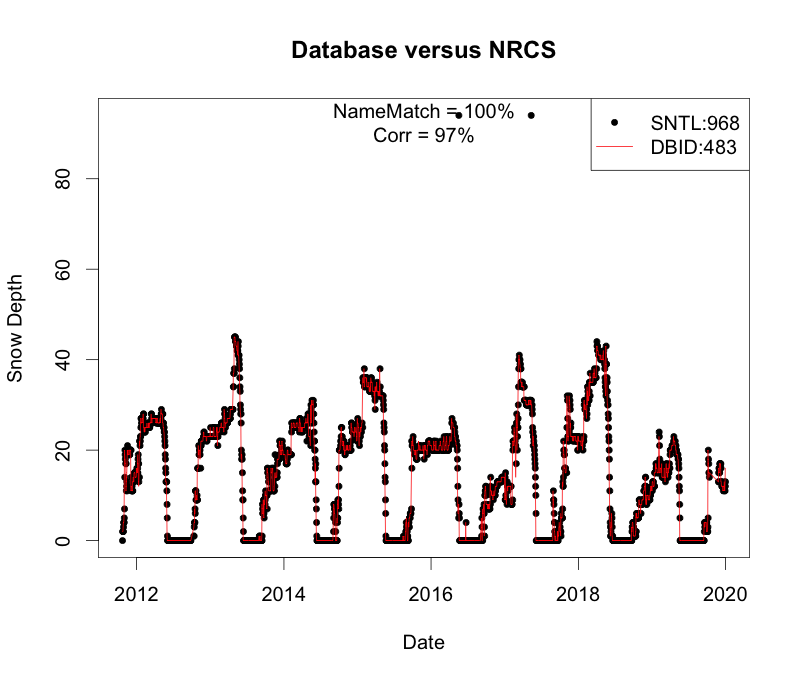 Database versus NRCS
NameMatch = 100%
Corr = 97%
SNTL:968
DBID:483
Snow Depth
80
60
40
20
0
2012 2014 2016 2018 2020
Date